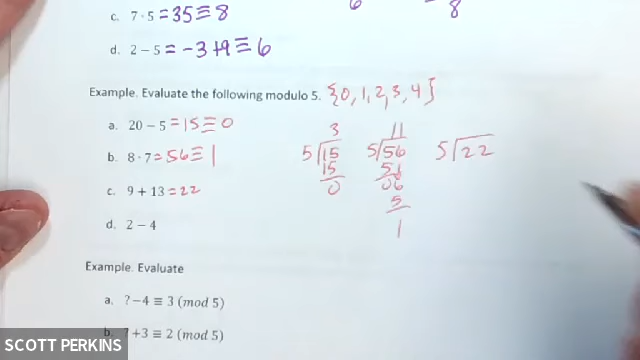 6
8
c. 7·5 = 35 ≡ 8
d. 2 – 5 = -3+9 ≡ 6
Example. Evaluate the following modulo 5. {0, 1, 2, 3, 4}
a. 20 – 5 = 15 ≡ 0
b. 8·7 = 56 ≡ 1
c. 9 + 13 = 22
d. 2 – 4
3
5 15
15
0
11
5 56
51
06
5
1
5 22
Example. Evaluate
a. ? – 4 ≡ 3 (mod 5)
b. ? +3 ≡ 2 (mod 5)
SCOTT PERKINS